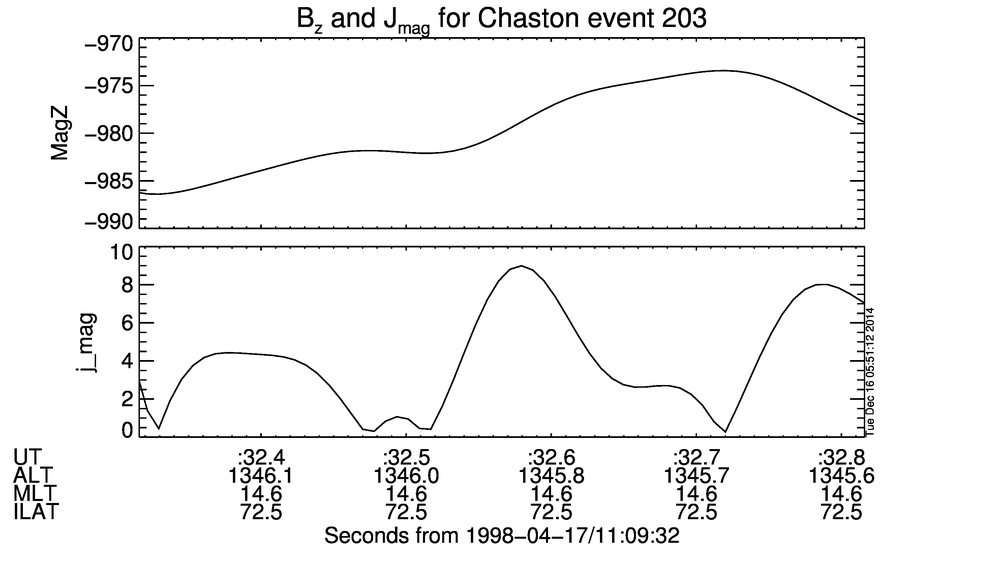 Bz and Jmag for Chaston event 203
−970
−975
−980
−985
−990
MagZ
10
8
6
4
2
0
j_mag
Tue Dec 16 05:51:12 2014
UT :32.4 :32.5 :32.6 :32.7 :32.8
ALT 1346.1 1346.0 1345.8 1345.7 1345.6
MLT 14.6 14.6 14.6 14.6 14.6
ILAT 72.5 72.5 72.5 72.5 72.5
Seconds from 1998−04−17/11:09:32